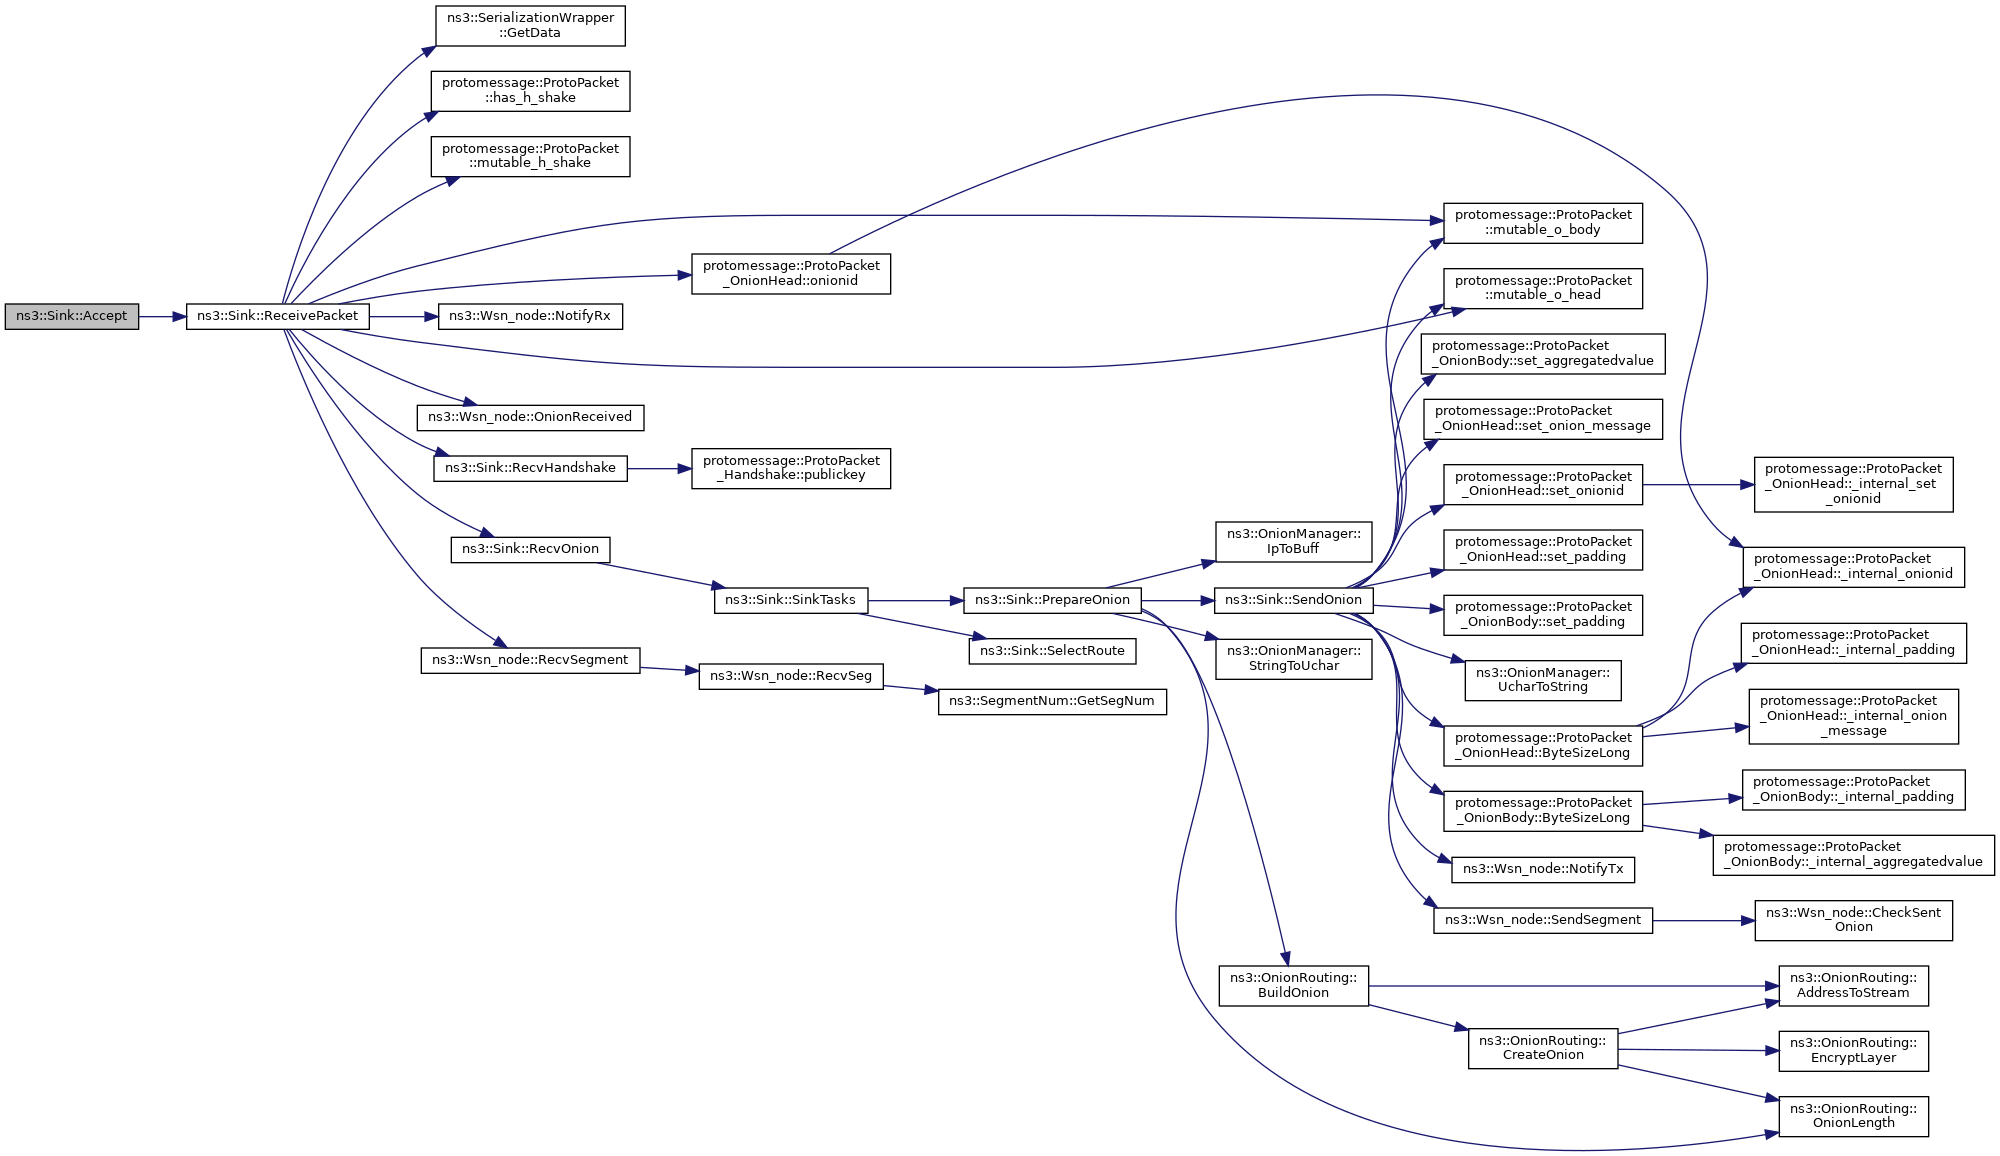 ns3::Sink::Accept
ns3::Sink::ReceivePacket
ns3::SerializationWrapper
::GetData
protomessage::ProtoPacket
::has_h_shake
protomessage::ProtoPacket
::mutable_h_shake
protomessage::ProtoPacket
_OnionHead::onionid
ns3::Wsn_node::NotifyRx
ns3::Wsn_node::OnionReceived
ns3::Sink::RecvHandshake
protomessage::ProtoPacket
_Handshake::publickey
ns3::Sink::RecvOnion
ns3::Sink::SinkTasks
ns3::Wsn_node::RecvSegment
ns3::Wsn_node::RecvSeg
ns3::SegmentNum::GetSegNum
ns3::Sink::PrepareOnion
ns3::Sink::SelectRoute
ns3::OnionManager::
IpToBuff
ns3::Sink::SendOnion
ns3::OnionManager::
StringToUchar
ns3::OnionRouting::
BuildOnion
protomessage::ProtoPacket
::mutable_o_body
protomessage::ProtoPacket
::mutable_o_head
protomessage::ProtoPacket
_OnionBody::set_aggregatedvalue
protomessage::ProtoPacket
_OnionHead::set_onion_message
protomessage::ProtoPacket
_OnionHead::set_onionid
protomessage::ProtoPacket
_OnionHead::set_padding
protomessage::ProtoPacket
_OnionBody::set_padding
ns3::OnionManager::
UcharToString
protomessage::ProtoPacket
_OnionHead::ByteSizeLong
protomessage::ProtoPacket
_OnionBody::ByteSizeLong
ns3::Wsn_node::NotifyTx
ns3::Wsn_node::SendSegment
ns3::OnionRouting::
CreateOnion
protomessage::ProtoPacket
_OnionHead::_internal_set
_onionid
protomessage::ProtoPacket
_OnionHead::_internal_onionid
protomessage::ProtoPacket
_OnionHead::_internal_padding
protomessage::ProtoPacket
_OnionHead::_internal_onion
_message
protomessage::ProtoPacket
_OnionBody::_internal_padding
protomessage::ProtoPacket
_OnionBody::_internal_aggregatedvalue
ns3::Wsn_node::CheckSent
Onion
ns3::OnionRouting::
AddressToStream
ns3::OnionRouting::
EncryptLayer
ns3::OnionRouting::
OnionLength